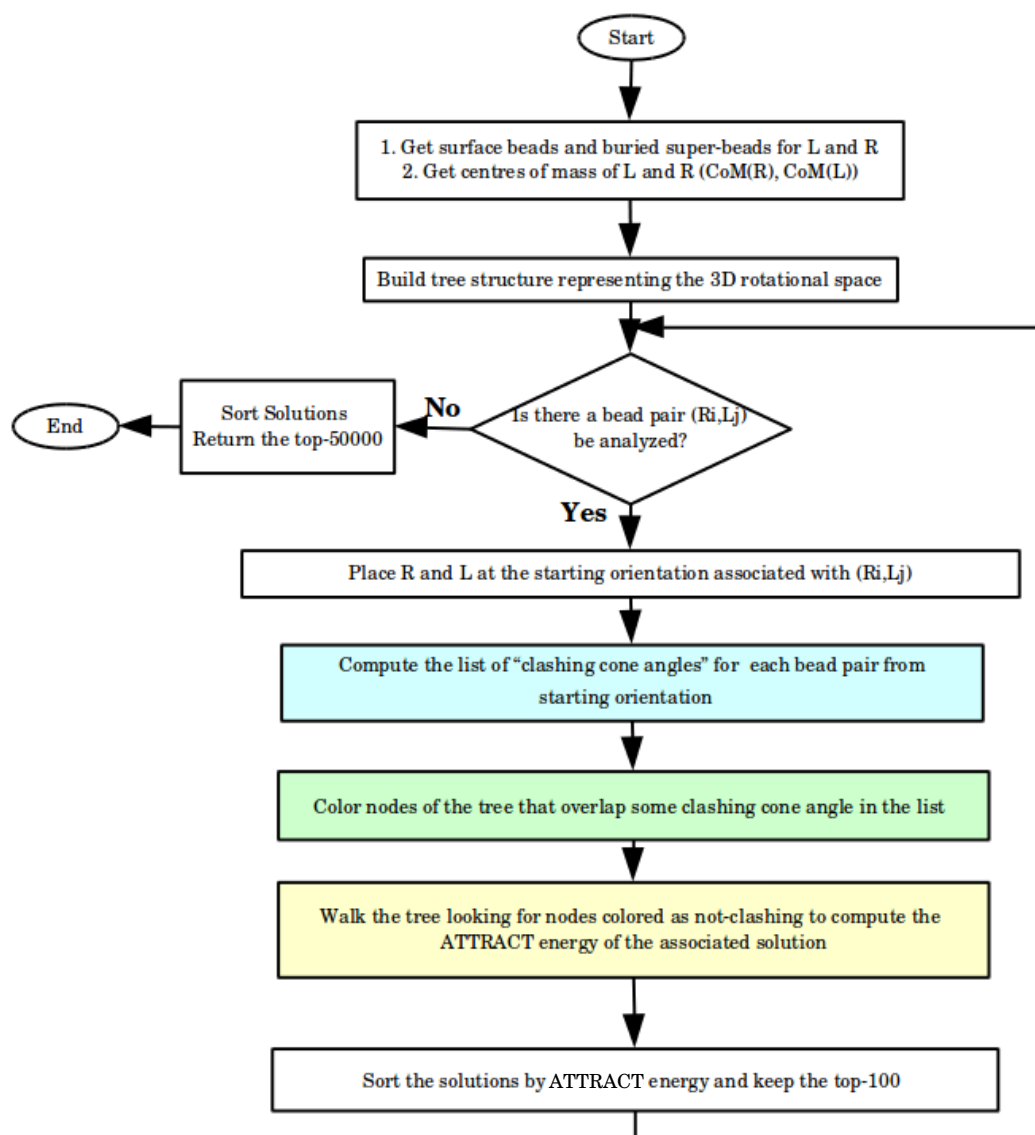 Start
1. Get surface beads and buried super-beads for L and R
2. Get centres of mass of L and R (CoM(R), CoM(L))
Build tree structure representing the 3D rotational space
Is there a bead pair (Ri,Lj)
be analyzed?
No
Sort Solutions
Return the top-50000
End
Yes
Place R and L at the starting orientation associated with (Ri,Lj)
Compute the list of “clashing cone angles” for each bead pair from
starting orientation
Color nodes of the tree that overlap some clashing cone angle in the list
Walk the tree looking for nodes colored as not-clashing to compute the
ATTRACT energy of the associated solution
Sort the solutions by ATTRACT energy and keep the top-100